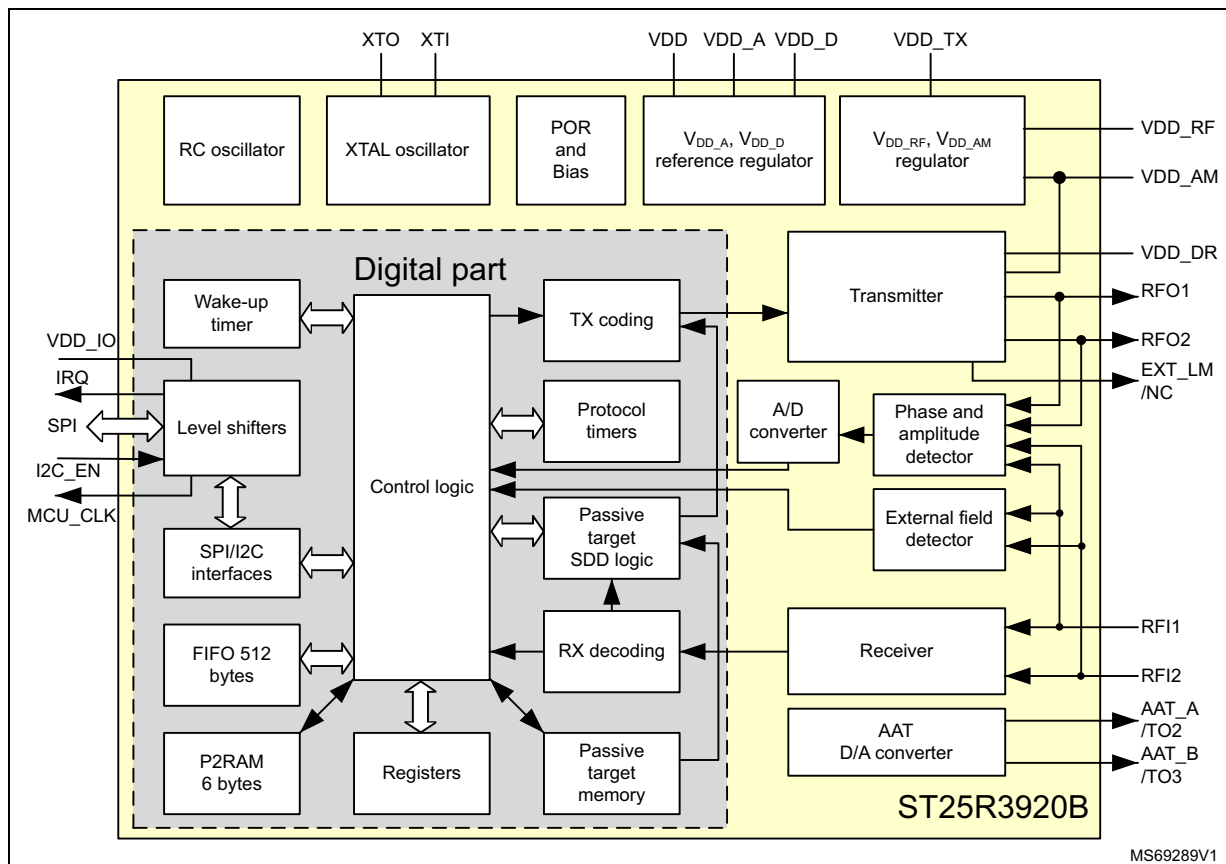 XTO
XTI
VDD
VDD_A
VDD_D
VDD_TX
RC oscillator
XTAL oscillator
POR
and
Bias
VDD_A, VDD_D
reference regulator
VDD_RF, VDD_AM
regulator
VDD_RF
VDD_AM
Digital part
Wake-up
timer
TX coding
Transmitter
VDD_DR
RFO1
RFO2
EXT_LM
/NC
VDD_IO
IRQ
SPI
I2C_EN
MCU_CLK
Level shifters
Control logic
Protocol
timers
A/D
converter
Phase and
amplitude
detector
SPI/I2C
interfaces
Passive
target
SDD logic
External field
detector
FIFO 512
bytes
RX decoding
Receiver
RFI1
RFI2
P2RAM
6 bytes
Registers
Passive
target
memory
AAT
D/A converter
AAT_A
/TO2
AAT_B
/TO3
ST25R3920B
MS69289V1